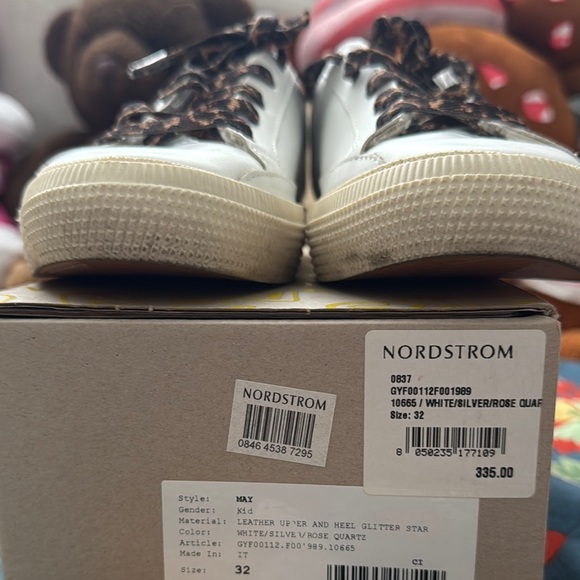 NORDSTROM
0837
GYF00112F001989
10665 / WHITE/SILVER/ROSE QUAR
Size: 32
8 050235 177109
335.00
NORDSTROM
0846 4538 7295
Style: MAY
Gender: Kid
Material: LEATHER UPPER AND HEEL GLITTER STAR
Color: WHITE/SILVER/ROSE QUARTZ
Article: GYF00112.F00'989.10665
Made In: IT
CI
Size: 32